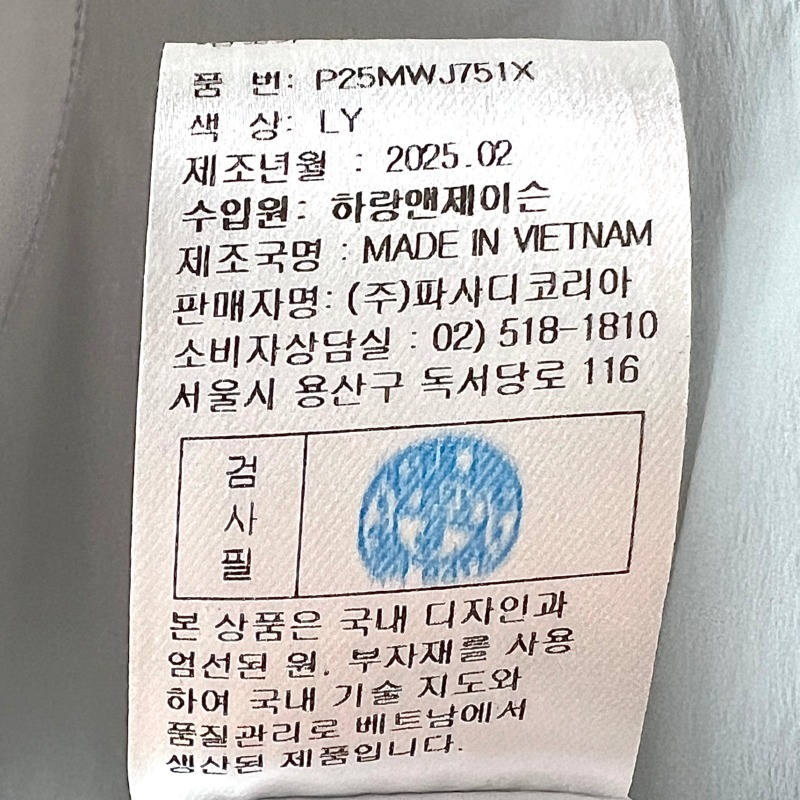 품 번: P25MWJ751X
색 상: LY
제조년월 : 2025.02
수입원: 하랑앤제이슨
제조국명 : MADE IN VIETNAM
판매자명: (주)파사디코리아
소비자상담실 : 02) 518-1810
서울시 용산구 독서당로 116
검
사
필
본 상품은 국내 디자인과
엄선된 원. 부자재를 사용
하여 국내 기술 지도와
품질관리로 베트남에서
생산된 제품입니다.